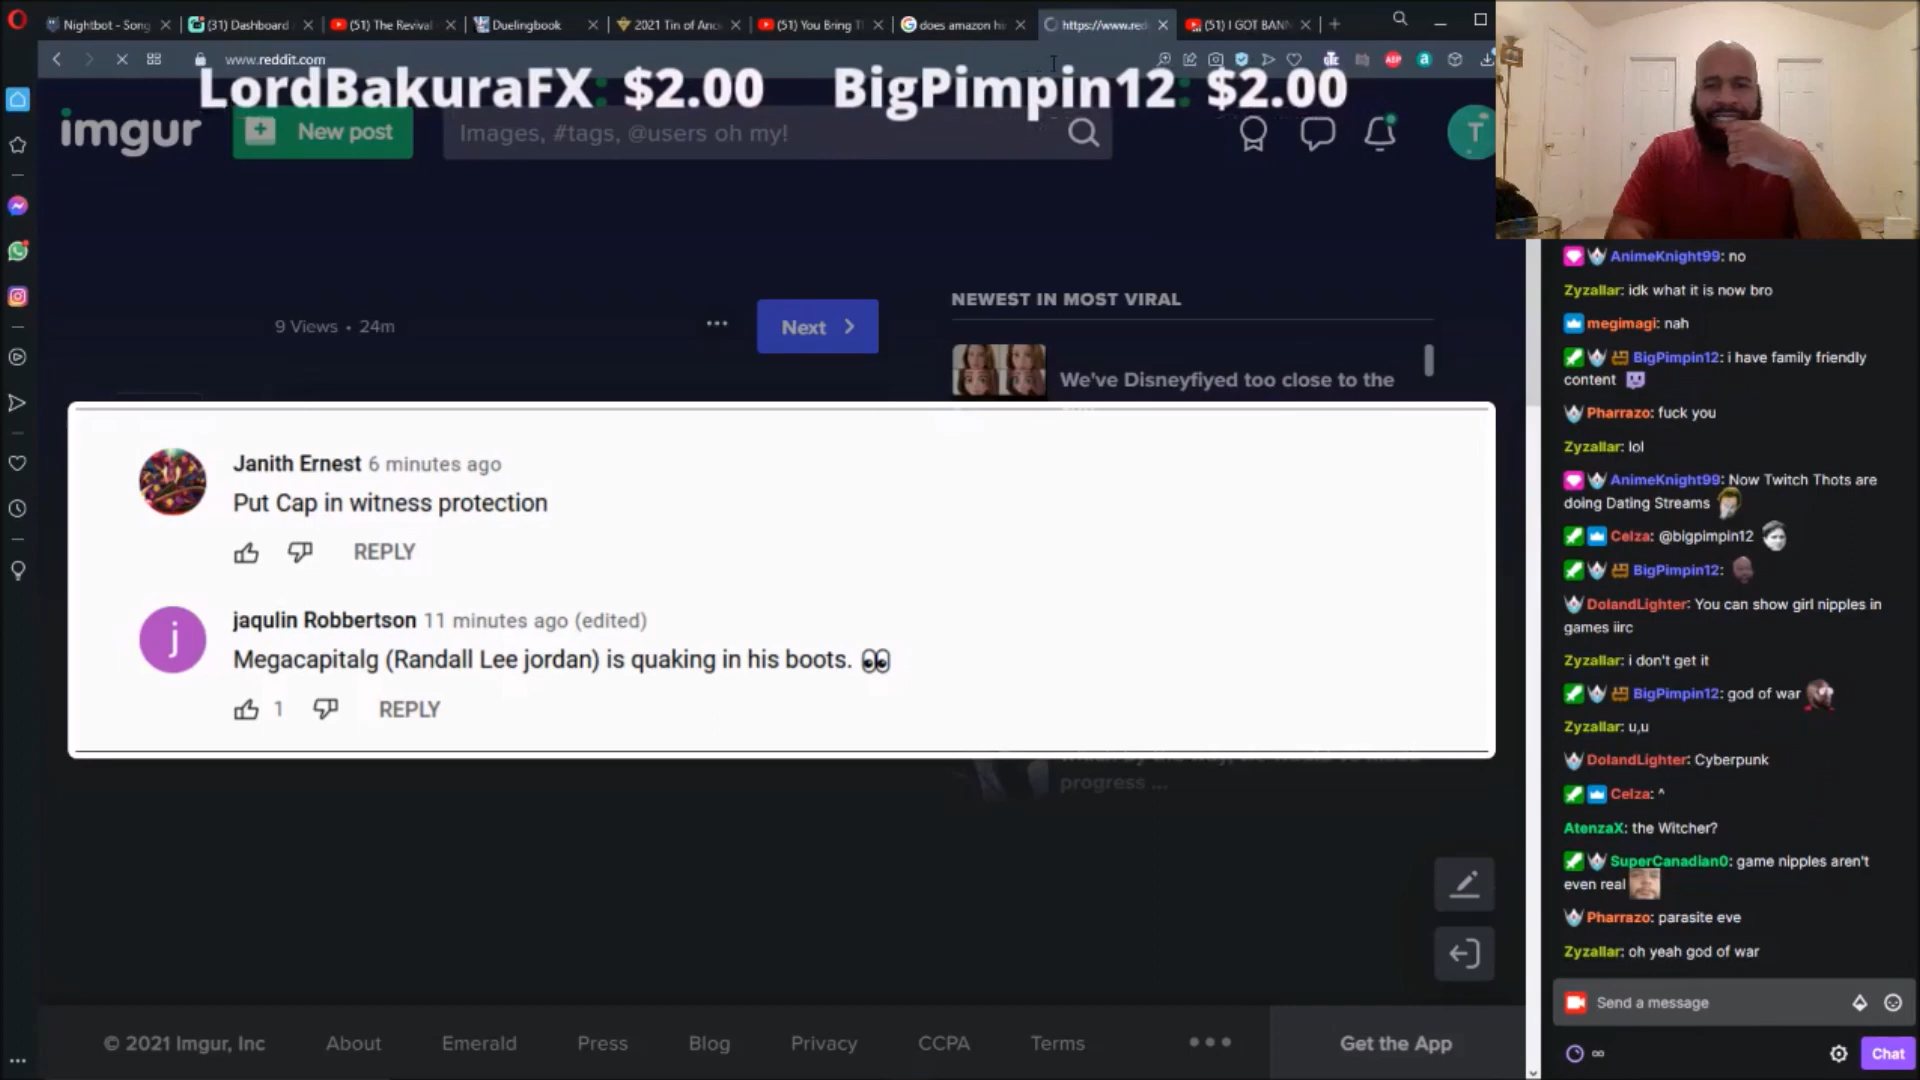 Nightbot - Song
(31) Dashboard
(51) The Revival
Duelingbook
2021 Tin of Anc
(51) You Bring T
does amazon hi
https://www.red
(51) I GOT BANN
www.reddit.com
LordBakuraFX: $2.00 BigPimpin12: $2.00
imgur
New post
Images, #tags, @users oh my!
T
9 Views • 24m
Next
NEWEST IN MOST VIRAL
We've Disneyfiyed too close to the
Janith Ernest 6 minutes ago
Put Cap in witness protection
REPLY
jaqulin Robbertson 11 minutes ago (edited)
j
Megacapitalg (Randall Lee jordan) is quaking in his boots. 👀
1 REPLY
progress ...
© 2021 Imgur, Inc
About
Emerald
Press
Blog
Privacy
CCPA
Terms
Get the App
AnimeKnight99: no
Zyzallar: idk what it is now bro
megimagi: nah
BigPimpin12: i have family friendly
content
Pharrazo: fuck you
Zyzallar: lol
AnimeKnight99: Now Twitch Thots are
doing Dating Streams
Celza: @bigpimpin12
BigPimpin12:
DolandLighter: You can show girl nipples in
games iirc
Zyzallar: i don't get it
BigPimpin12: god of war
Zyzallar: u,u
DolandLighter: Cyberpunk
Celza: ^
AtenzaX: the Witcher?
SuperCanadian0: game nipples aren't
even real
Pharrazo: parasite eve
Zyzallar: oh yeah god of war
Send a message
Chat